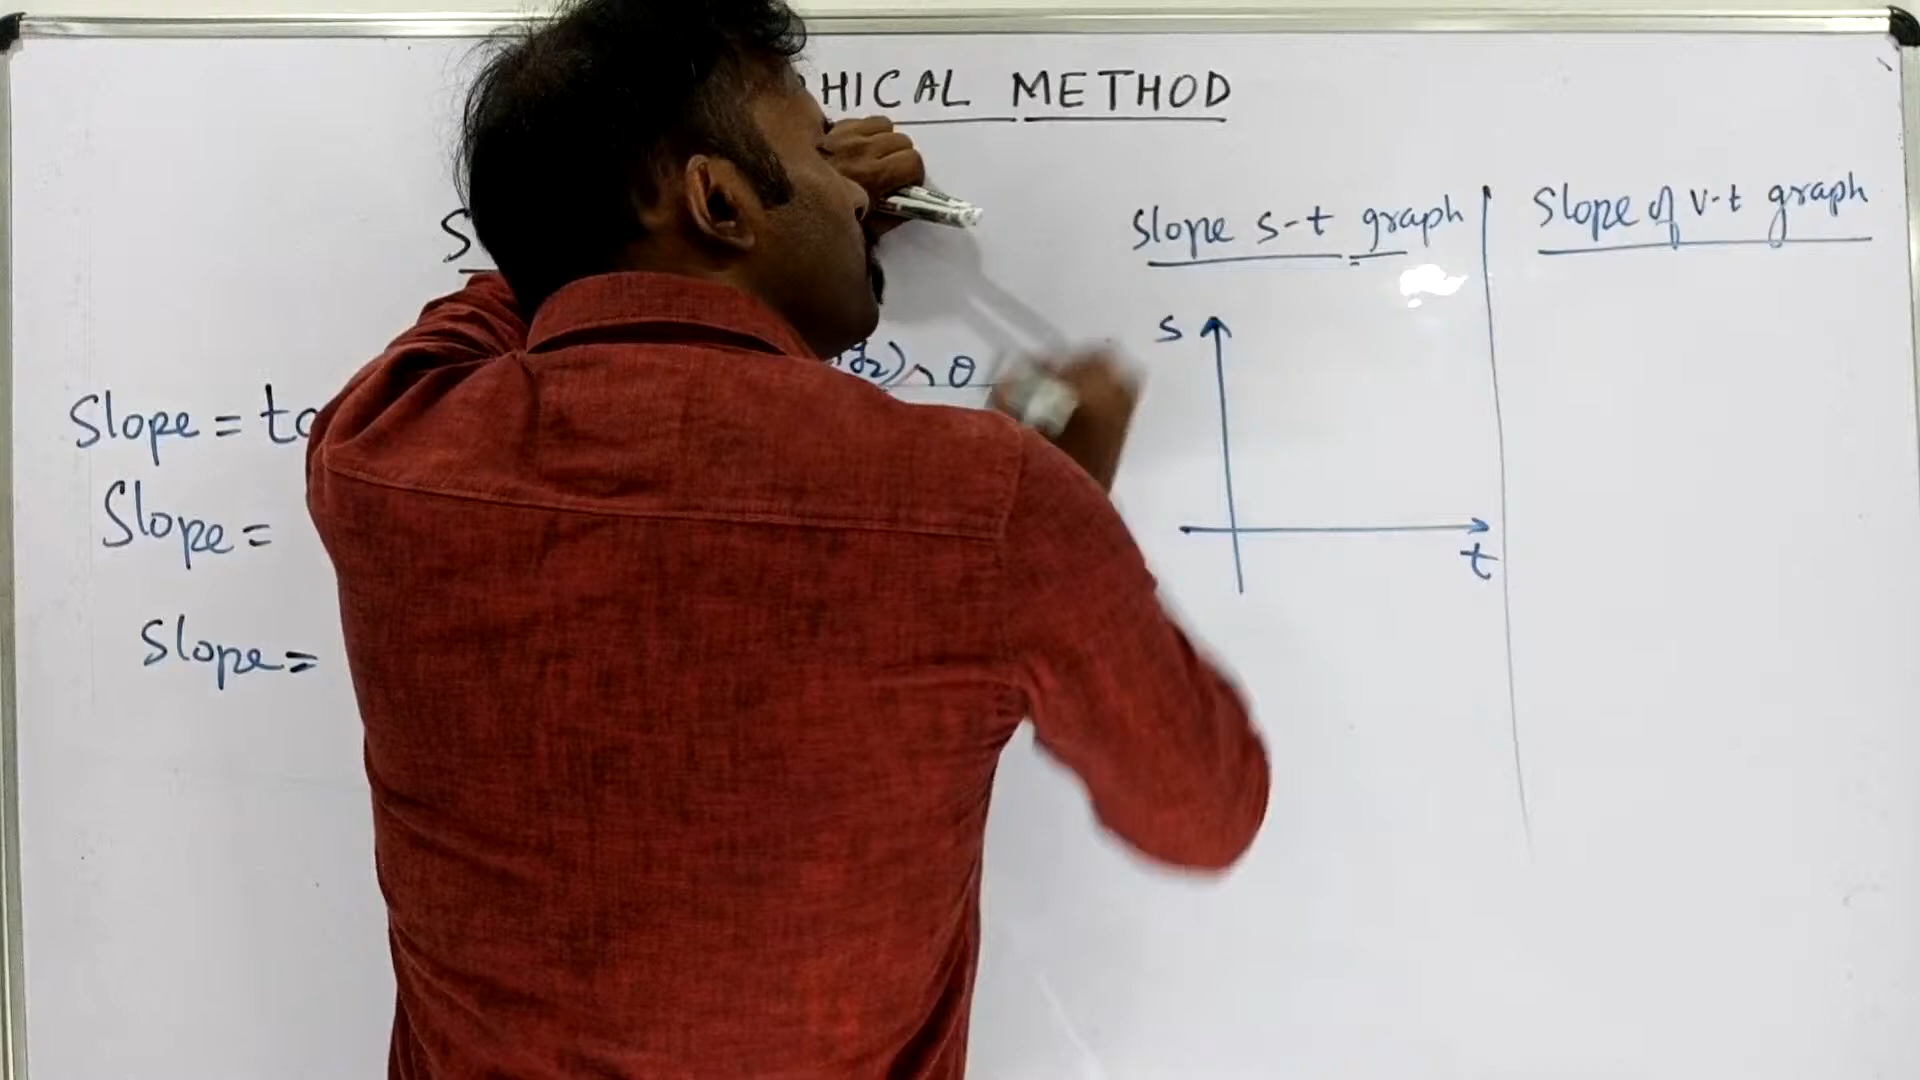 HICAL METHOD
Slope s-t graph
Slope of v-t graph
S
θ
Slope =
Slope =
Slope =
s
t